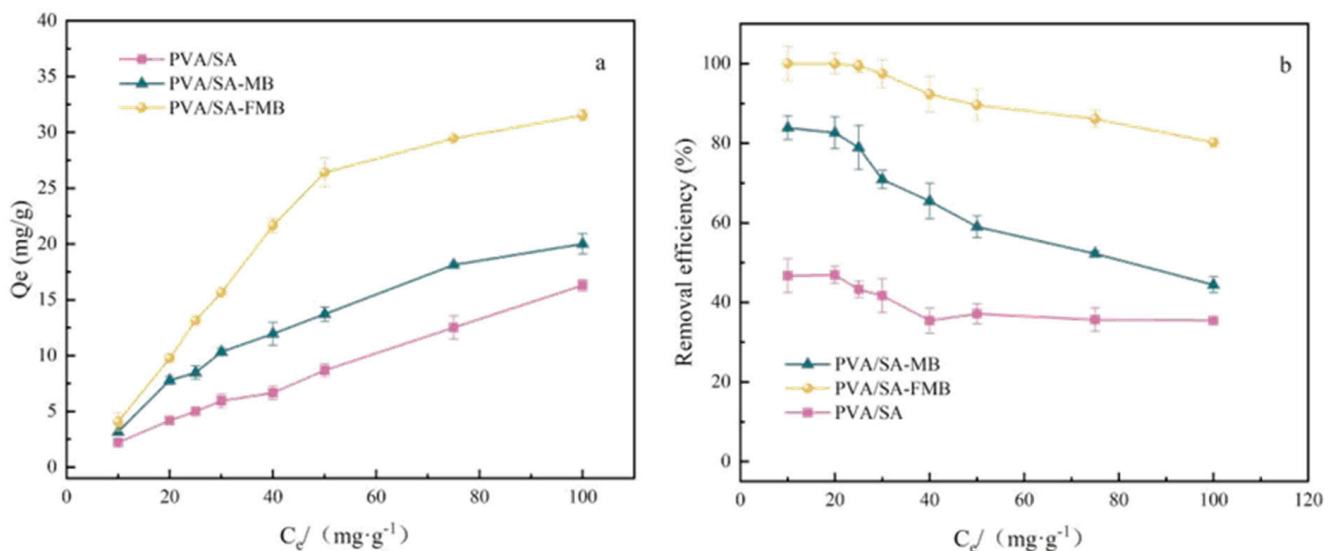 40
35
30
25
20
15
10
5
0
Qe (mg/g)
PVA/SA
PVA/SA-MB
PVA/SA-FMB
a
0 20 40 60 80 100
Ce/ （mg·g-1）
100
80
60
40
20
0
Removal efficiency (%)
b
PVA/SA-MB
PVA/SA-FMB
PVA/SA
0 20 40 60 80 100 120
Ce/ （mg·g-1）